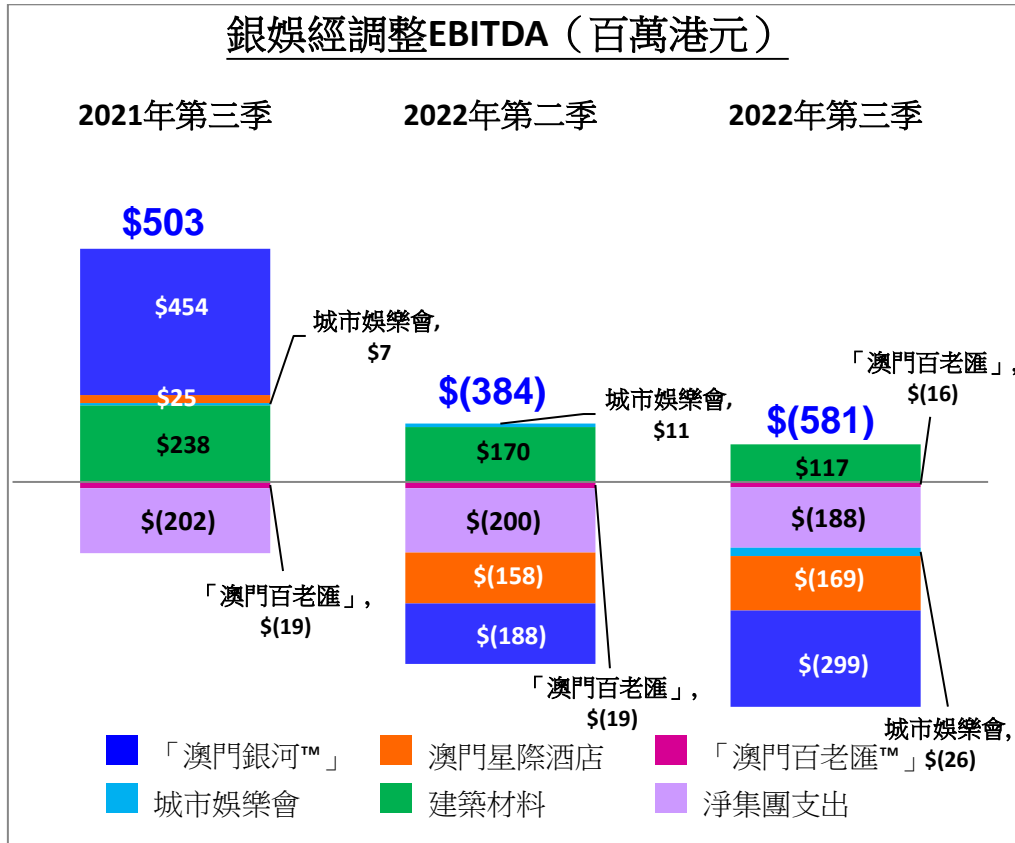 銀娛經調整EBITDA（百萬港元）
2021年第三季
2022年第二季
2022年第三季
$503
$454
$25
$238
$(202)
城市娛樂會,
$7
「澳門百老匯」,
$(19)
$(384)
城市娛樂會,
$11
$170
$(200)
$(158)
$(188)
「澳門百老匯」,
$(19)
$(581)
「澳門百老匯」,
$(16)
$117
$(188)
$(169)
$(299)
城市娛樂會,
$(26)
「澳門銀河™」
澳門星際酒店
「澳門百老匯™」
城市娛樂會
建築材料
淨集團支出